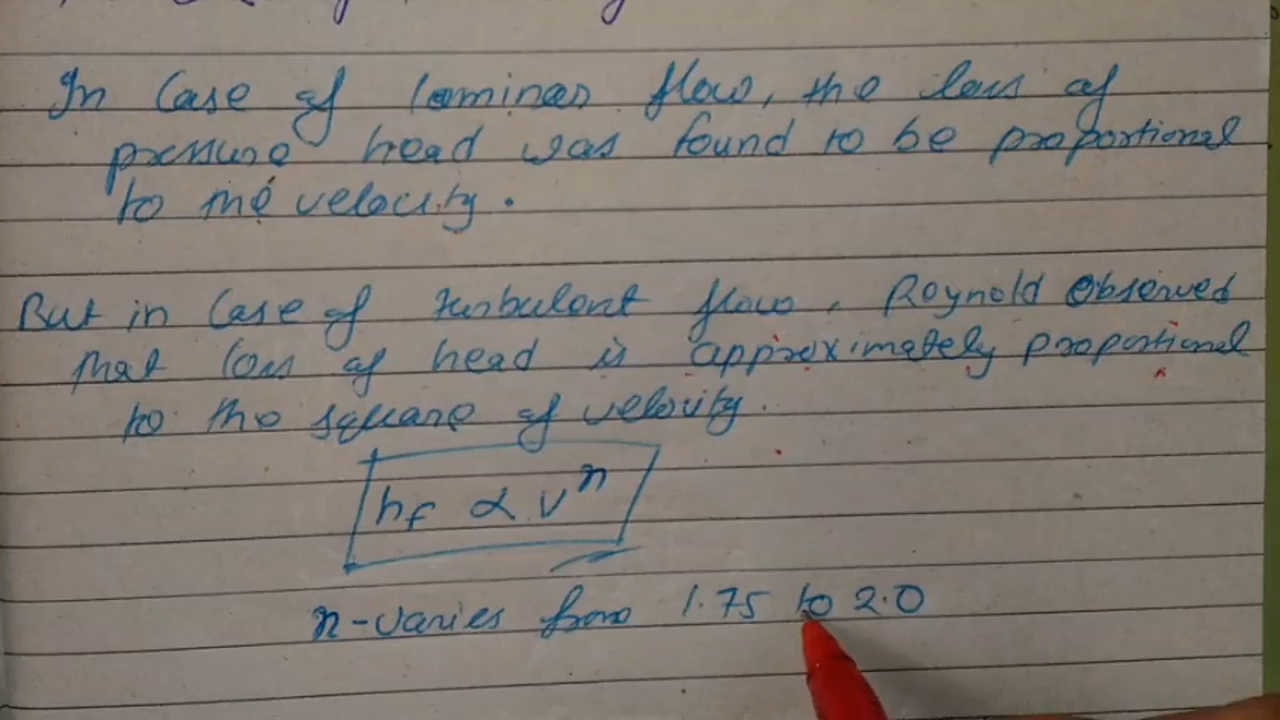 In Case of laminar flow, the loss of
pressure head was found to be proportional
to the velocity.
But in Case of turbulent flow, Reynold Observed
that loss of head is approximately proportional
to the square of velocity.
hf ∝ V^n
n-varies from 1.75 to 2.0